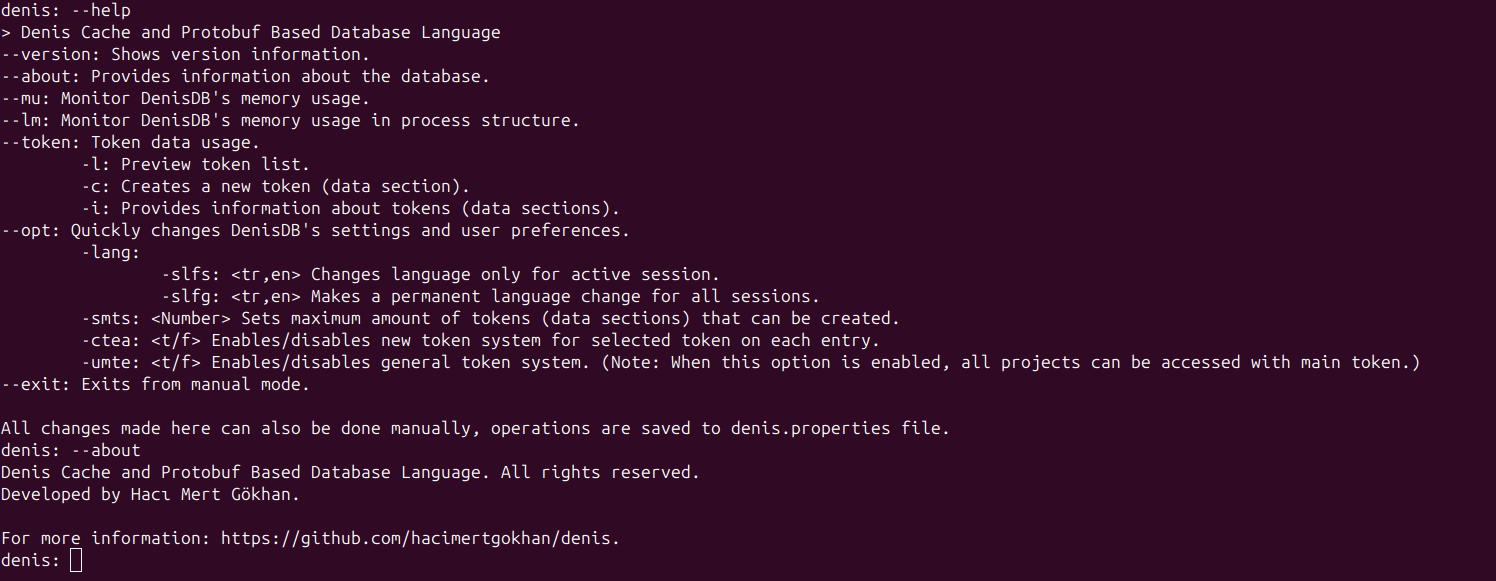 denis: --help
> Denis Cache and Protobuf Based Database Language
--version: Shows version information.
--about: Provides information about the database.
--mu: Monitor DenisDB's memory usage.
--lm: Monitor DenisDB's memory usage in process structure.
--token: Token data usage.
-l: Preview token list.
-c: Creates a new token (data section).
-i: Provides information about tokens (data sections).
--opt: Quickly changes DenisDB's settings and user preferences.
-lang:
-slfs: <tr,en> Changes language only for active session.
-slfg: <tr,en> Makes a permanent language change for all sessions.
-smts: <Number> Sets maximum amount of tokens (data sections) that can be created.
-ctea: <t/f> Enables/disables new token system for selected token on each entry.
-umte: <t/f> Enables/disables general token system. (Note: When this option is enabled, all projects can be accessed with main token.)
--exit: Exits from manual mode.
All changes made here can also be done manually, operations are saved to denis.properties file.
denis: --about
Denis Cache and Protobuf Based Database Language. All rights reserved.
Developed by Hacı Mert Gökhan.
For more information: https://github.com/hacimertgokhan/denis.
denis: